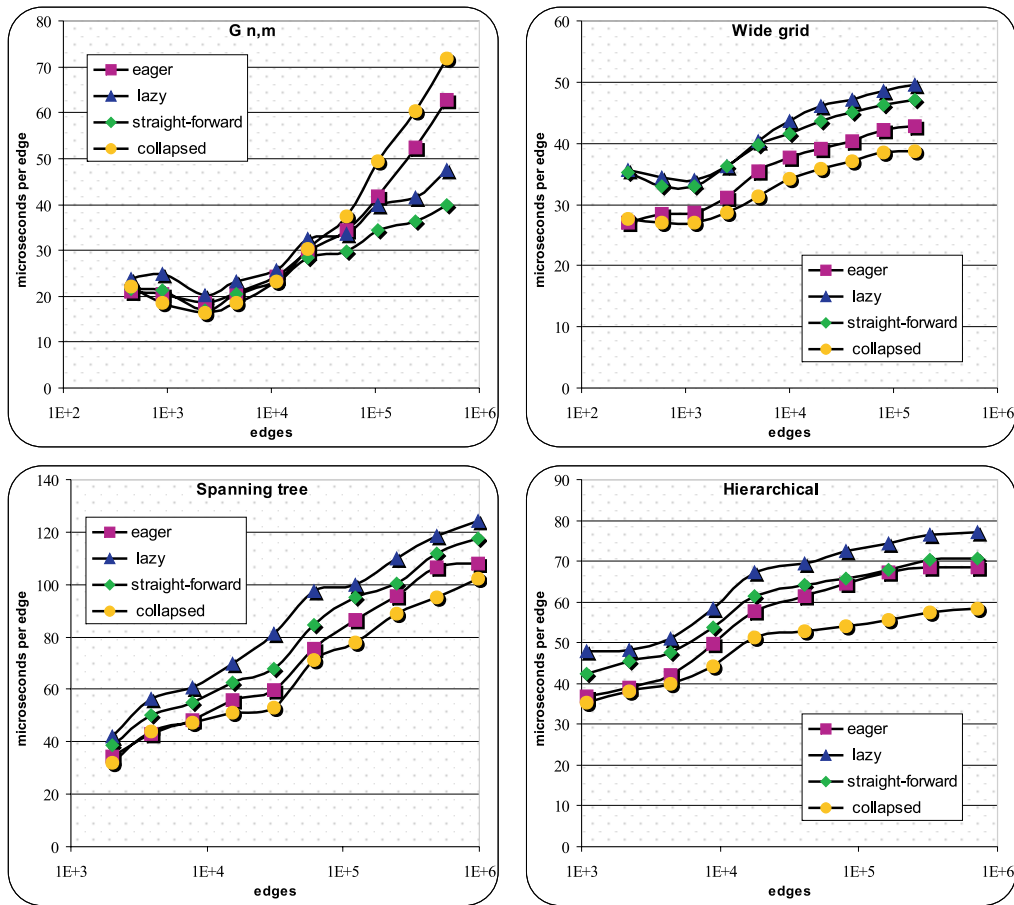 G n,m
microseconds per edge
80
70
60
50
40
30
20
10
0
eager
lazy
straight-forward
collapsed
1E+2 1E+3 1E+4 1E+5 1E+6
edges
Wide grid
microseconds per edge
60
50
40
30
20
10
0
eager
lazy
straight-forward
collapsed
1E+2 1E+3 1E+4 1E+5 1E+6
edges
Spanning tree
microseconds per edge
140
120
100
80
60
40
20
0
eager
lazy
straight-forward
collapsed
1E+3 1E+4 1E+5 1E+6
edges
Hierarchical
microseconds per edge
90
80
70
60
50
40
30
20
10
0
eager
lazy
straight-forward
collapsed
1E+3 1E+4 1E+5 1E+6
edges